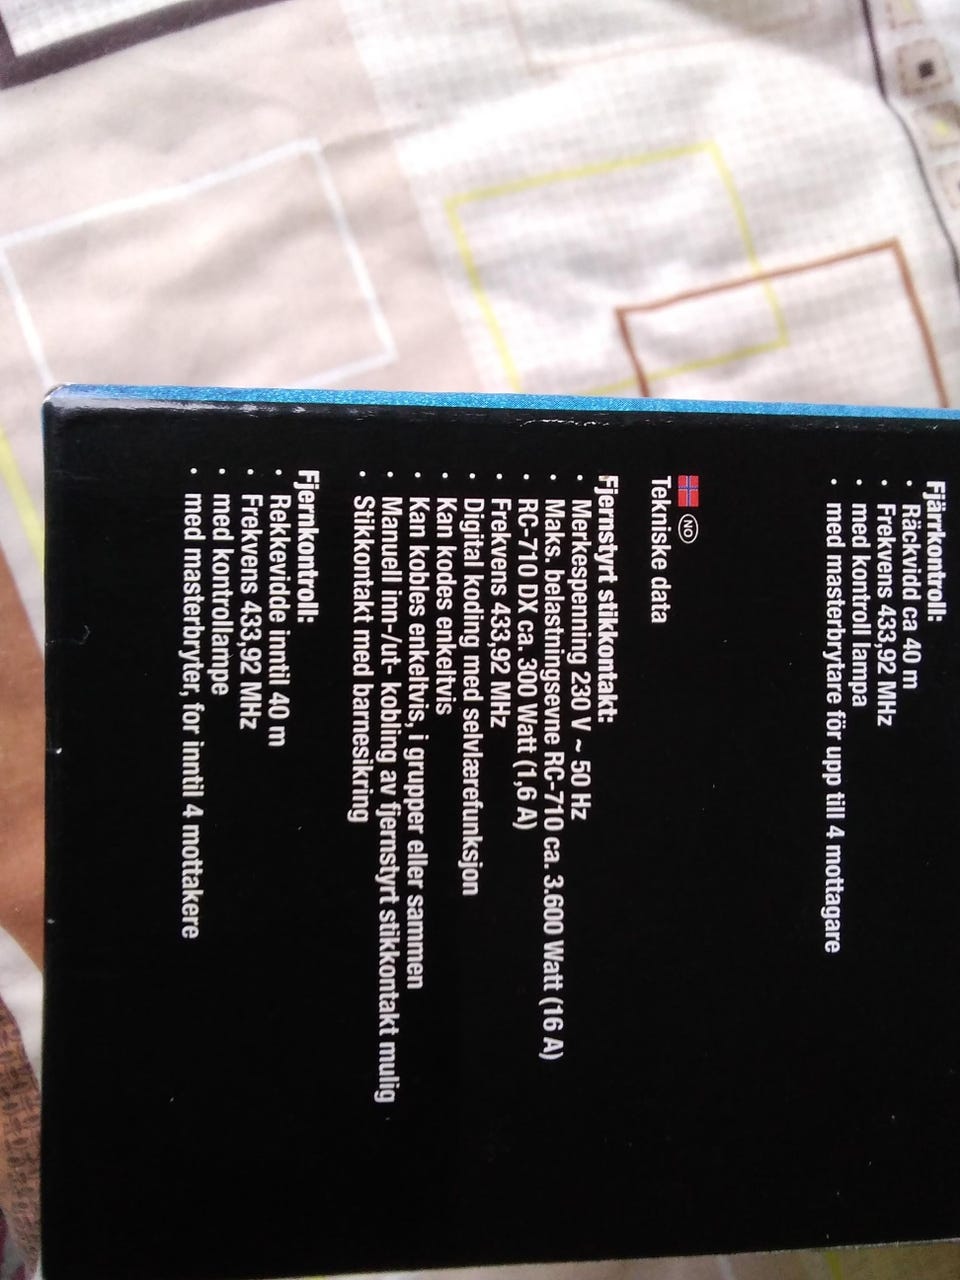 Fjärrkontroll:
• Räckvidd ca 40 m
• Frekvens 433,92 MHz
• med kontroll lampa
• med masterbrytare för upp till 4 mottagare
NO
Tekniske data
Fjernstyrt stikkontakt:
• Merkespenning 230 V ~ 50 Hz
• Maks. belastningsevne RC-710 ca. 3.600 Watt (16 A)
• RC-710 DX ca. 300 Watt (1,6 A)
• Frekvens 433,92 MHz
• Digital koding med selvlærefunksjon
• Kan kodes enkeltvis
• Kan kobles enkeltvis, i grupper eller sammen
• Manuell inn-/ut- kobling av fjernstyrt stikkontakt mulig
• Stikkontakt med barnesikring
Fjernkontroll:
• Rekkevidde inntil 40 m
• Frekvens 433,92 MHz
• med kontrollampe
• med masterbryter, for inntil 4 mottakere